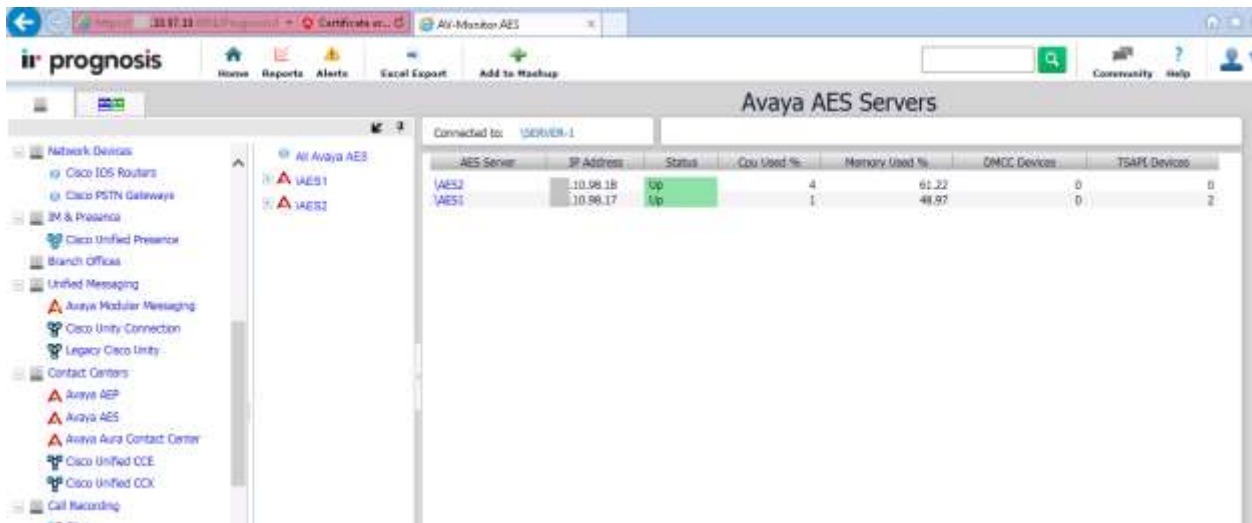 Certificate er...
AV-Monitor-AES
ir prognosis
Home
Reports
Alerts
Excel Export
Add to Mashup
Community
Help
Avaya AES Servers
Connected to: \SERVER-1
Network Devices
Cisco IOS Routers
Cisco PSTN Gateways
IM & Presence
Cisco Unified Presence
Branch Offices
Unified Messaging
Avaya Modular Messaging
Cisco Unity Connection
Legacy Cisco Unity
Contact Centers
Avaya AEP
Avaya AES
Avaya Aura Contact Center
Cisco Unified CCE
Cisco Unified CCX
Call Recording
All Avaya AES
\AES1
\AES2
AES Server IP Address Status Cpu Used % Memory Used % DMCC Devices TSAPI Devices
\AES2 .10.98.18 Up 4 61.22 0 0
\AES1 .10.98.17 Up 1 48.97 0 2